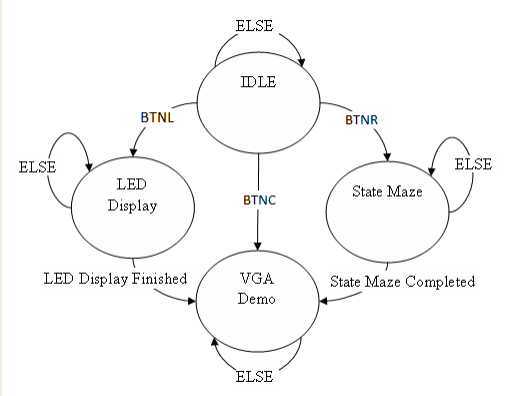 ELSE
IDLE
BTNL
BTNR
ELSE
LED
Display
BTNC
State Maze
ELSE
LED Display Finished
VGA
Demo
State Maze Completed
ELSE